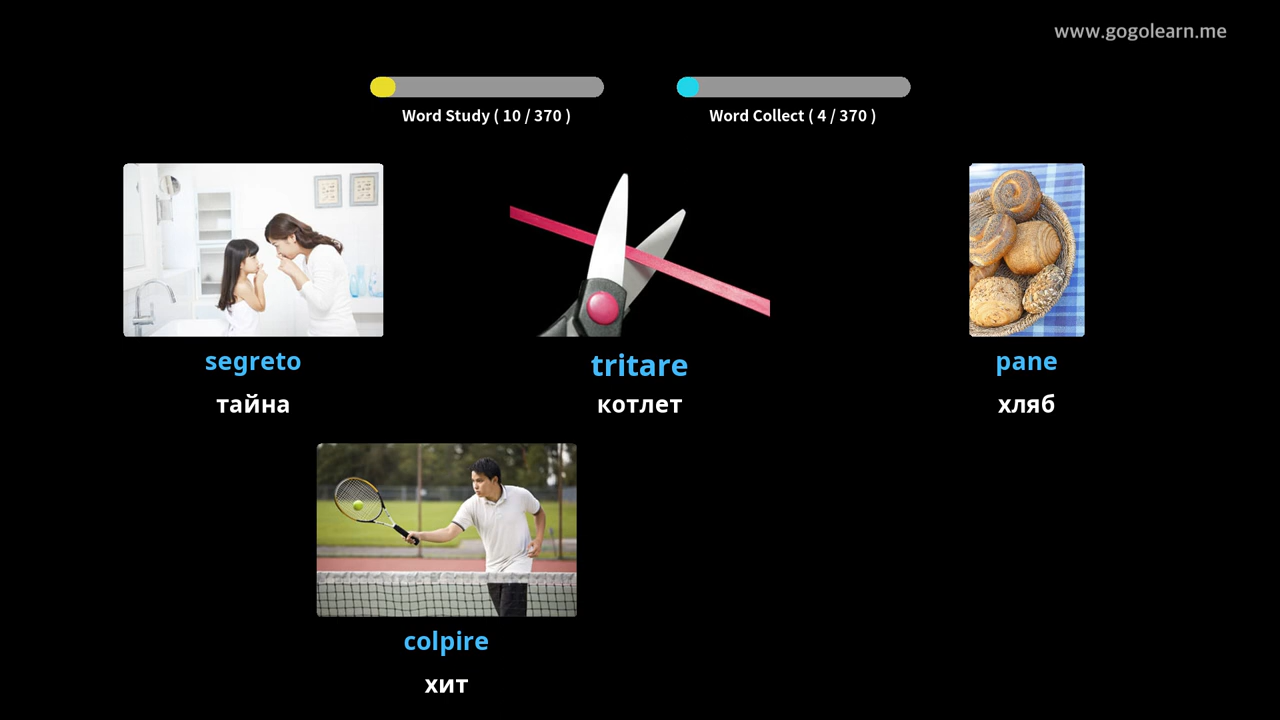 www.gogolearn.me
Word Study ( 10 / 370 )
Word Collect ( 4 / 370 )
segreto
тайна
tritare
котлет
pane
хляб
colpire
хит